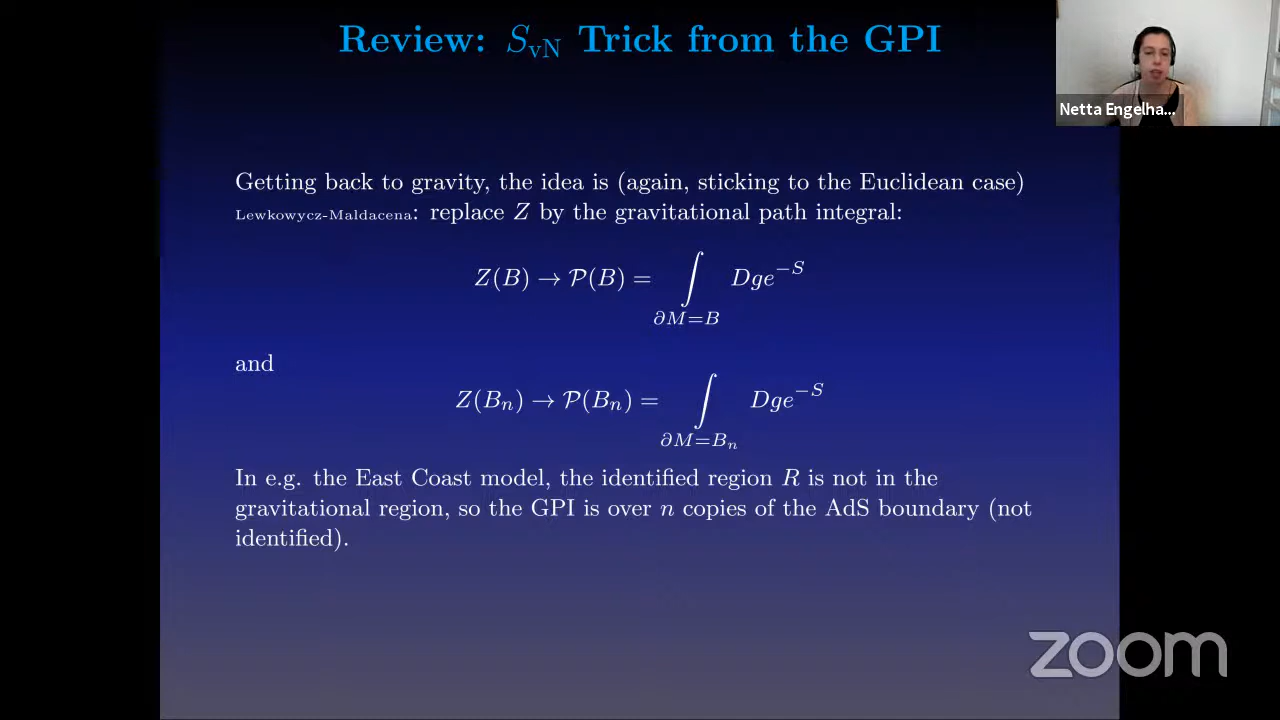 Review: S_vN Trick from the GPI
Netta Engelha...
Getting back to gravity, the idea is (again, sticking to the Euclidean case)
Lewkowycz-Maldacena: replace Z by the gravitational path integral:
Z(B) → 𝒫(B) = ∫_{∂M=B} Dge^{−S}
and
Z(B_n) → 𝒫(B_n) = ∫_{∂M=B_n} Dge^{−S}
In e.g. the East Coast model, the identified region R is not in the
gravitational region, so the GPI is over n copies of the AdS boundary (not
identified).
zoom